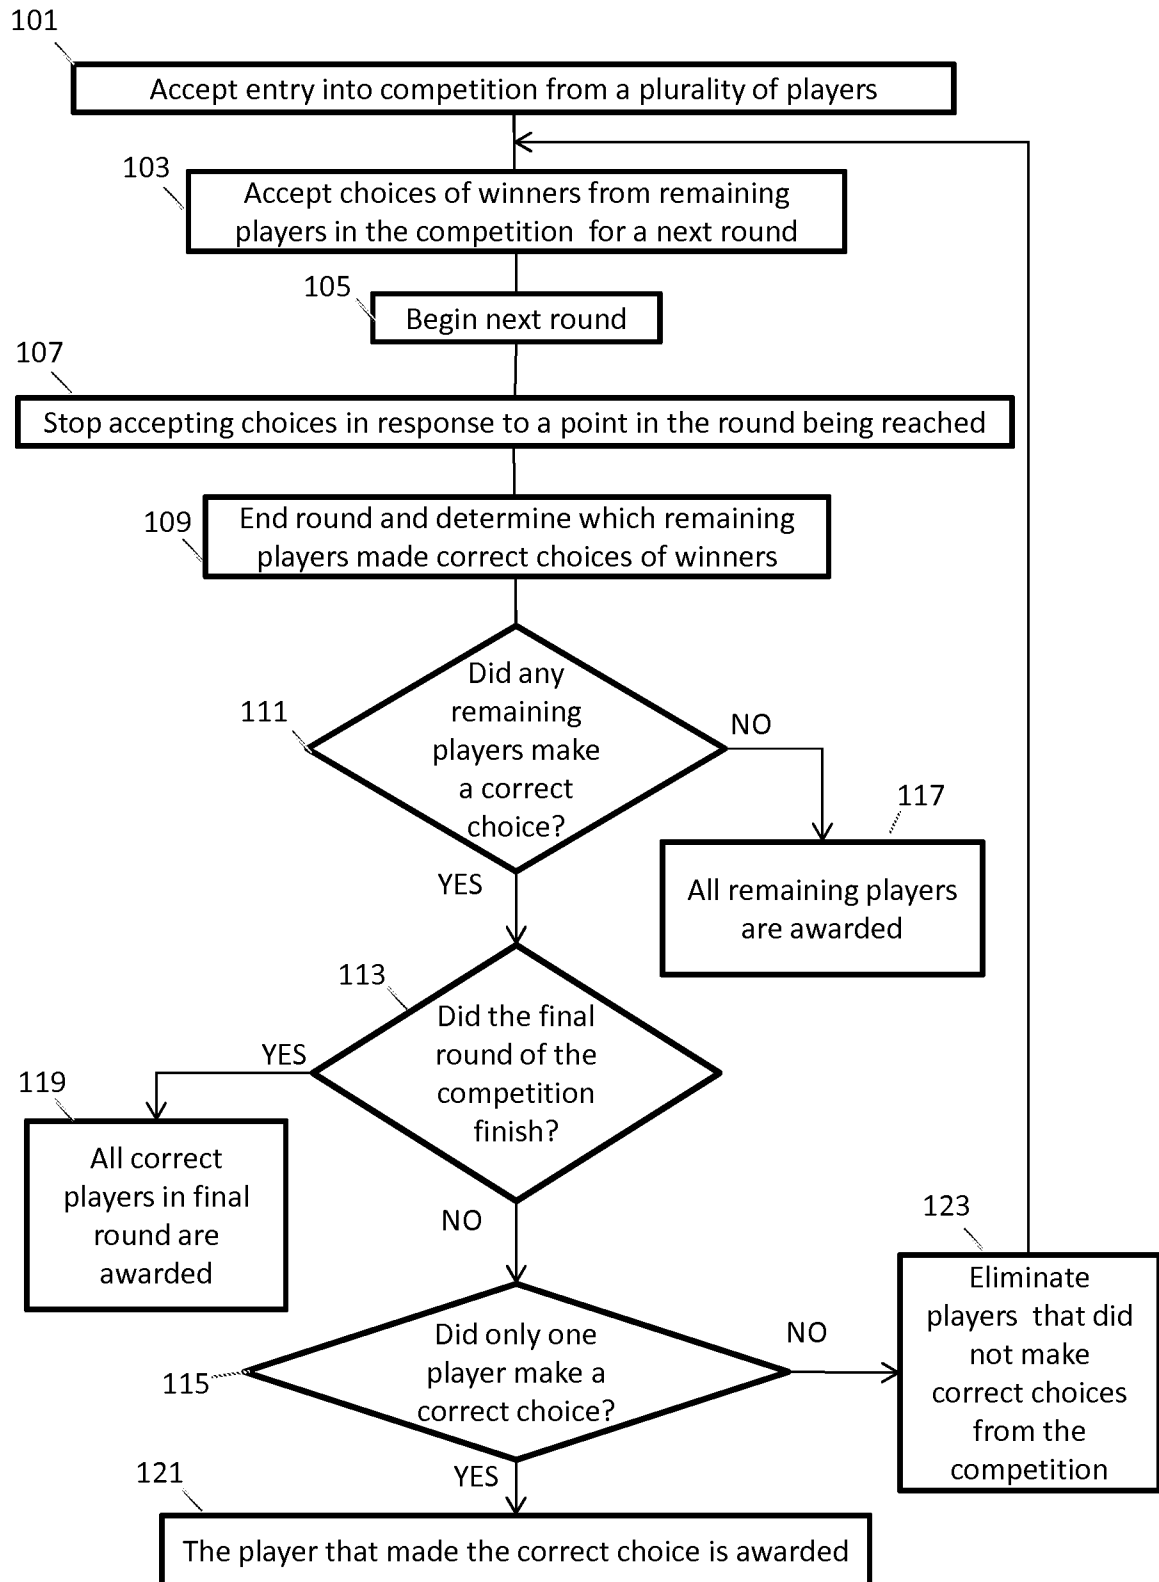 101
Accept entry into competition from a plurality of players
103
Accept choices of winners from remaining
players in the competition for a next round
105
Begin next round
107
Stop accepting choices in response to a point in the round being reached
109
End round and determine which remaining
players made correct choices of winners
111
Did any
remaining
players make
a correct
choice?
NO
YES
117
All remaining players
are awarded
113
Did the final
round of the
competition
finish?
YES
119
All correct
players in final
round are
awarded
NO
115
Did only one
player make a
correct choice?
NO
123
Eliminate
players that did
not make
correct choices
from the
competition
YES
121
The player that made the correct choice is awarded